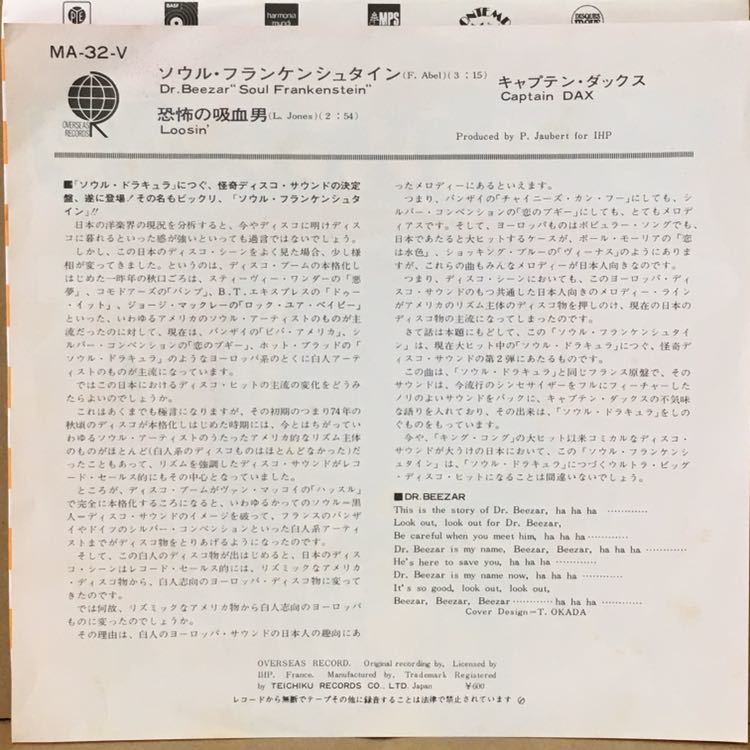 PYE
BASF
harmonia mundi
MPS
CONTEMPO
DISQUES
MA-32-V
OVERSEAS RECORDS
ソウル・フランケンシュタイン(F. Abel)(3：15)
Dr.Beezar"Soul Frankenstein"
恐怖の吸血男(L. Jones)(2：54)
Loosin'
キャプテン・ダックス
Captain DAX
Produced by P. Jaubert for IHP
■「ソウル・ドラキュラ」につぐ、怪奇ディスコ・サウンドの決定
盤、遂に登場！その名もビックリ、「ソウル・フランケンシュタ
イン」!!
日本の洋楽界の現況を分析すると、今やディスコに明けディス
コに暮れるといった感が強いといっても過言ではないでしょう。
しかし、この日本のディスコ・シーンをよく見た場合、少し様
相が変ってきました。というのは、ディスコ・ブームの本格化し
はじめた一昨年の秋口ごろは、スティーヴィー・ワンダーの「悪
夢」、コモドアーズの「バンプ」、B.T.エキスプレスの「ドゥー
・イット」、ジョージ・マックレーの「ロック・ユア・ベイビー」と
いった、いわゆるアメリカのソウル・アーティストのものが主
流だったのに対して、現在は、バンザイの「ビバ・アメリカ」、シ
ルバー・コンベンションの「恋のブギー」、ホット・ブラッドの「
ソウル・ドラキュラ」のようなヨーロッパ系のとくに白人アーテ
ィストのものが主流になっています。
ではこの日本におけるディスコ・ヒットの主流の変化をどうみ
たらよいのでしょうか。
これはあくまでも極言になりますが、その初期のつまり74年の
秋頃のディスコが本格化しはじめた時期には、今とはちがってい
わゆるソウル・アーティストのうたったアメリカ的なリズム主体
のものがほとんど(白人系のディスコものはほとんどなかった)だ
ったこともあって、リズムを強調したディスコ・サウンドがレコ
ード・セールス的にもその中心となっていました。
ところが、ディスコ・ブームがヴァン・マッコイの「ハッスル」
で完全に本格化するころになると、いわゆるかってのソウル＝黒
人＝ディスコ・サウンドのイメージを破って、フランスのバンザ
イやドイツのシルバー・コンベンションといった白人系アーティ
ストまでがディスコものをとりあげるようになったのです。
そして、この白人のディスコ物が出はじめると、日本のディス
コ・シーンはレコード・セールス的には、リズミックなアメリカ
・ディスコ物から、白人志向のヨーロッパ・ディスコ物に変って
きたのです。
では何故、リズミックなアメリカ物から白人志向のヨーロッパ
ものに変ったのでしょうか。
その理由は、白人のヨーロッパ・サウンドの日本人の趣向にあ
ったメロディーにあるといえます。
つまり、バンザイの「チャイニーズ・カン・フー」にしても、シ
ルバー・コンベンションの「恋のブギー」にしても、とてもメロデ
ィアスです。そして、ヨーロッパものはポピュラー・ソングでも、
日本であたると大ヒットするケースが、ポール・モーリアの「恋
は水色」、ショッキング・ブルーの「ヴィーナス」のようにありま
すが、これらの曲もみんなメロディーが日本人向きなのです。
つまり、ディスコ・シーンにおいても、このヨーロッパ・ディ
スコ・サウンドのもつ共通した日本人向きのメロディー・ライン
がアメリカのリズム主体のディスコ物を押しのけ、現在の日本の
ディスコ物の主流になってしまったのです。
さて話は本題にもどして、この「ソウル・フランケンシュタイ
ン」は、現在大ヒット中の「ソウル・ドラキュラ」につぐ、怪奇デ
ィスコ・サウンドの第2弾にあたるものです。
この曲は、「ソウル・ドラキュラ」と同じフランス原盤で、その
サウンドは、今流行のシンセサイザーをフルにフィーチャーした
ノリのよいサウンドをバックに、キャプテン・ダックスの不気味
な語りを入れており、その出来は、「ソウル・ドラキュラ」をしの
ぐものをもっています。
今や、「キング・コング」の大ヒット以来コミカルなディスコ・
サウンドが大うけの日本において、この「ソウル・フランケンシ
ュタイン」は、「ソウル・ドラキュラ」につづくウルトラ・ビッグ
・ディスコ・ヒットになることは間違いないでしょう。
■DR.BEEZAR
This is the story of Dr. Beezar, ha ha ha …………
Look out, look out for Dr. Beezar,
Be careful when you meet him, ha ha ha …………
Dr. Beezar is my name, Beezar, Beezar, ha ha ha …………
He's here to save you, ha ha ha …………
Dr. Beezar is my name now, ha ha ha …………
It's so good, look out, look out,
Beezar, Beezar, Beezar …………ha ha ha …………
Cover Design＝T. OKADA
OVERSEAS RECORD. Original recording by, Licensed by
IHP. France. Manufactured by, Trademark Registered
by TEICHIKU RECORDS CO., LTD. Japan ¥600
レコードから無断でテープその他に録音することは法律で禁止されています